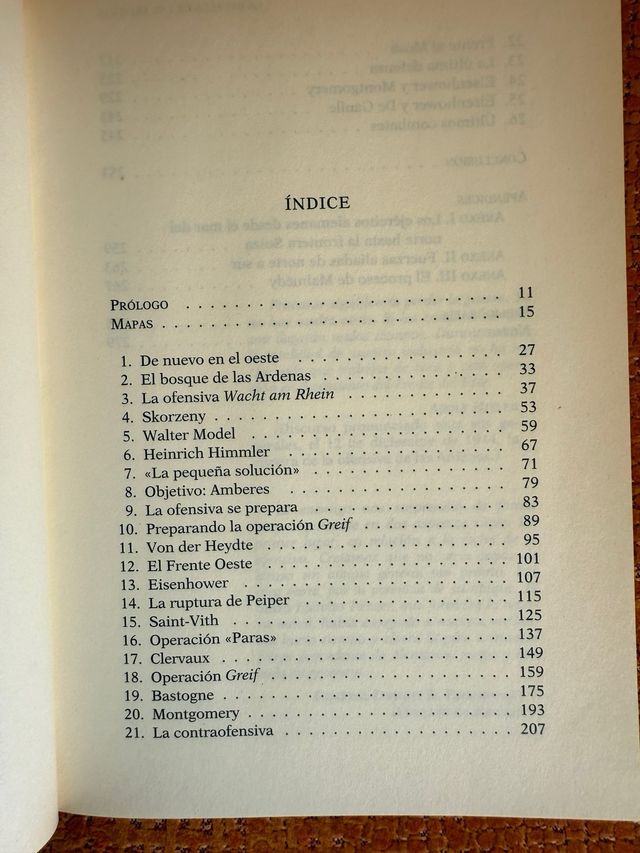 ÍNDICE
PRÓLOGO . . . . . . . . . . . . . . . . . . . . . . . . . . . 11
MAPAS . . . . . . . . . . . . . . . . . . . . . . . . . . . . . 15
1. De nuevo en el oeste . . . . . . . . . . . . . . . . . 27
2. El bosque de las Ardenas . . . . . . . . . . . . . . . 33
3. La ofensiva Wacht am Rhein . . . . . . . . . . . . . 37
4. Skorzeny . . . . . . . . . . . . . . . . . . . . . . . . 53
5. Walter Model . . . . . . . . . . . . . . . . . . . . . 59
6. Heinrich Himmler . . . . . . . . . . . . . . . . . . . 67
7. «La pequeña solución» . . . . . . . . . . . . . . . . 71
8. Objetivo: Amberes . . . . . . . . . . . . . . . . . . 79
9. La ofensiva se prepara . . . . . . . . . . . . . . . . 83
10. Preparando la operación Greif . . . . . . . . . . . . 89
11. Von der Heydte . . . . . . . . . . . . . . . . . . . . 95
12. El Frente Oeste . . . . . . . . . . . . . . . . . . . . 101
13. Eisenhower . . . . . . . . . . . . . . . . . . . . . . 107
14. La ruptura de Peiper . . . . . . . . . . . . . . . . . 115
15. Saint-Vith . . . . . . . . . . . . . . . . . . . . . . . 125
16. Operación «Paras» . . . . . . . . . . . . . . . . . . 137
17. Clervaux . . . . . . . . . . . . . . . . . . . . . . . . 149
18. Operación Greif . . . . . . . . . . . . . . . . . . . . 159
19. Bastogne . . . . . . . . . . . . . . . . . . . . . . . . 175
20. Montgomery . . . . . . . . . . . . . . . . . . . . . . 193
21. La contraofensiva . . . . . . . . . . . . . . . . . . . 207